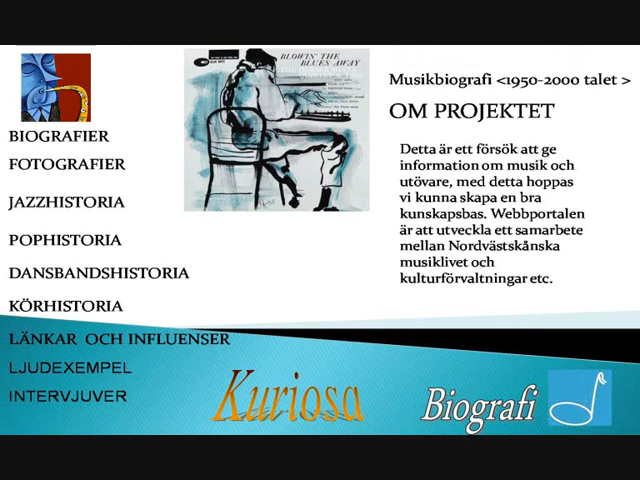 BLOWIN' THE
BLUES AWAY
Musikbiografi <1950-2000 talet >
OM PROJEKTET
Detta är ett försök att ge
information om musik och
utövare, med detta hoppas
vi kunna skapa en bra
kunskapsbas. Webbportalen
är att utveckla ett samarbete
mellan Nordvästskånska
musiklivet och
kulturförvaltningar etc.
BIOGRAFIER
FOTOGRAFIER
JAZZHISTORIA
POPHISTORIA
DANSBANDSHISTORIA
KÖRHISTORIA
LÄNKAR OCH INFLUENSER
LJUDEXEMPEL
INTERVJUVER
Kuriosa
Biografi